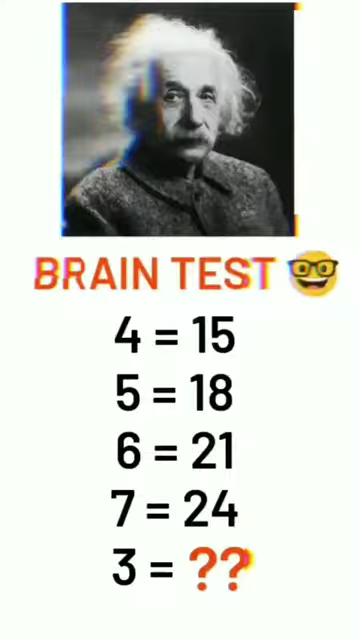 BRAIN TEST 🤓
4 = 15
5 = 18
6 = 21
7 = 24
3 = ??